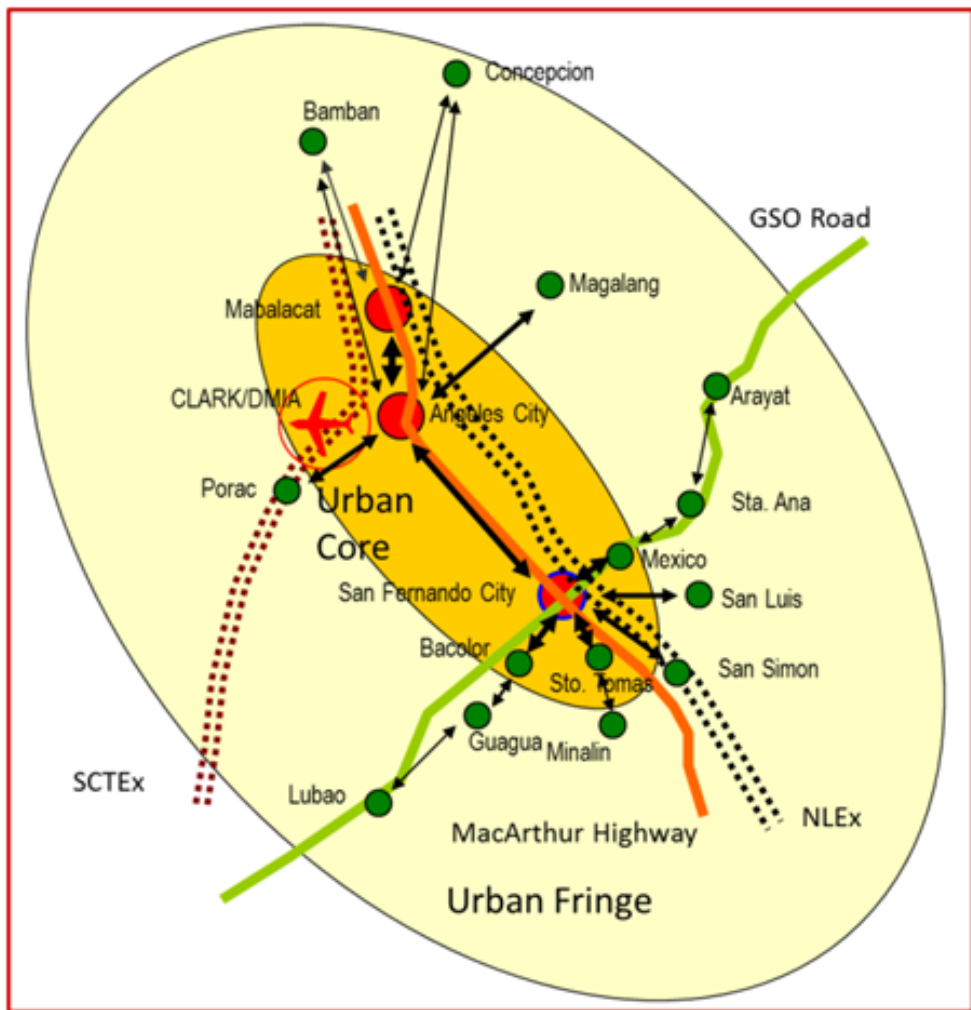 Concepcion
Bamban
GSO Road
Magalang
Mabalacat
CLARK/DMIA
Arayat
Angeles City
Porac
Urban
Core
Sta. Ana
Mexico
San Fernando City
San Luis
Bacolor
San Simon
Sto. Tomas
Guagua
Minalin
SCTEx
Lubao
NLEx
MacArthur Highway
Urban Fringe